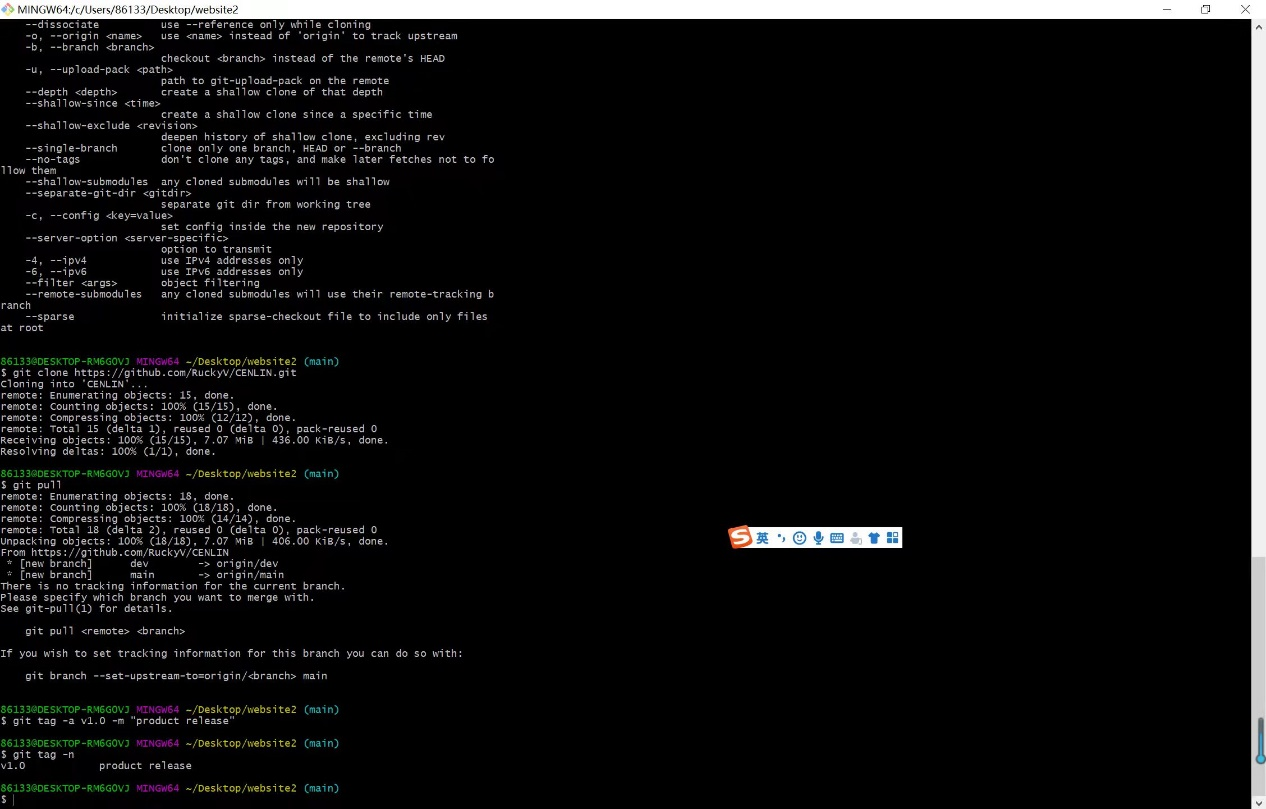 MINGW64:/c/Users/86133/Desktop/website2
--dissociate use --reference only while cloning
-o, --origin <name> use <name> instead of 'origin' to track upstream
-b, --branch <branch>
checkout <branch> instead of the remote's HEAD
-u, --upload-pack <path>
path to git-upload-pack on the remote
--depth <depth> create a shallow clone of that depth
--shallow-since <time>
create a shallow clone since a specific time
--shallow-exclude <revision>
deepen history of shallow clone, excluding rev
--single-branch clone only one branch, HEAD or --branch
--no-tags don't clone any tags, and make later fetches not to fo
llow them
--shallow-submodules any cloned submodules will be shallow
--separate-git-dir <gitdir>
separate git dir from working tree
-c, --config <key=value>
set config inside the new repository
--server-option <server-specific>
option to transmit
-4, --ipv4 use IPv4 addresses only
-6, --ipv6 use IPv6 addresses only
--filter <args> object filtering
--remote-submodules any cloned submodules will use their remote-tracking b
ranch
--sparse initialize sparse-checkout file to include only files
at root
86133@DESKTOP-RM6GOVJ MINGW64 ~/Desktop/website2 (main)
$ git clone https://github.com/RuckyV/CENLIN.git
Cloning into 'CENLIN'...
remote: Enumerating objects: 15, done.
remote: Counting objects: 100% (15/15), done.
remote: Compressing objects: 100% (12/12), done.
remote: Total 15 (delta 1), reused 0 (delta 0), pack-reused 0
Receiving objects: 100% (15/15), 7.07 MiB | 436.00 KiB/s, done.
Resolving deltas: 100% (1/1), done.
86133@DESKTOP-RM6GOVJ MINGW64 ~/Desktop/website2 (main)
$ git pull
remote: Enumerating objects: 18, done.
remote: Counting objects: 100% (18/18), done.
remote: Compressing objects: 100% (14/14), done.
remote: Total 18 (delta 2), reused 0 (delta 0), pack-reused 0
Unpacking objects: 100% (18/18), 7.07 MiB | 406.00 KiB/s, done.
From https://github.com/RuckyV/CENLIN
* [new branch] dev -> origin/dev
* [new branch] main -> origin/main
There is no tracking information for the current branch.
Please specify which branch you want to merge with.
See git-pull(1) for details.
git pull <remote> <branch>
If you wish to set tracking information for this branch you can do so with:
git branch --set-upstream-to=origin/<branch> main
86133@DESKTOP-RM6GOVJ MINGW64 ~/Desktop/website2 (main)
$ git tag -a v1.0 -m "product release"
86133@DESKTOP-RM6GOVJ MINGW64 ~/Desktop/website2 (main)
$ git tag -n
v1.0 product release
86133@DESKTOP-RM6GOVJ MINGW64 ~/Desktop/website2 (main)
$
S 英